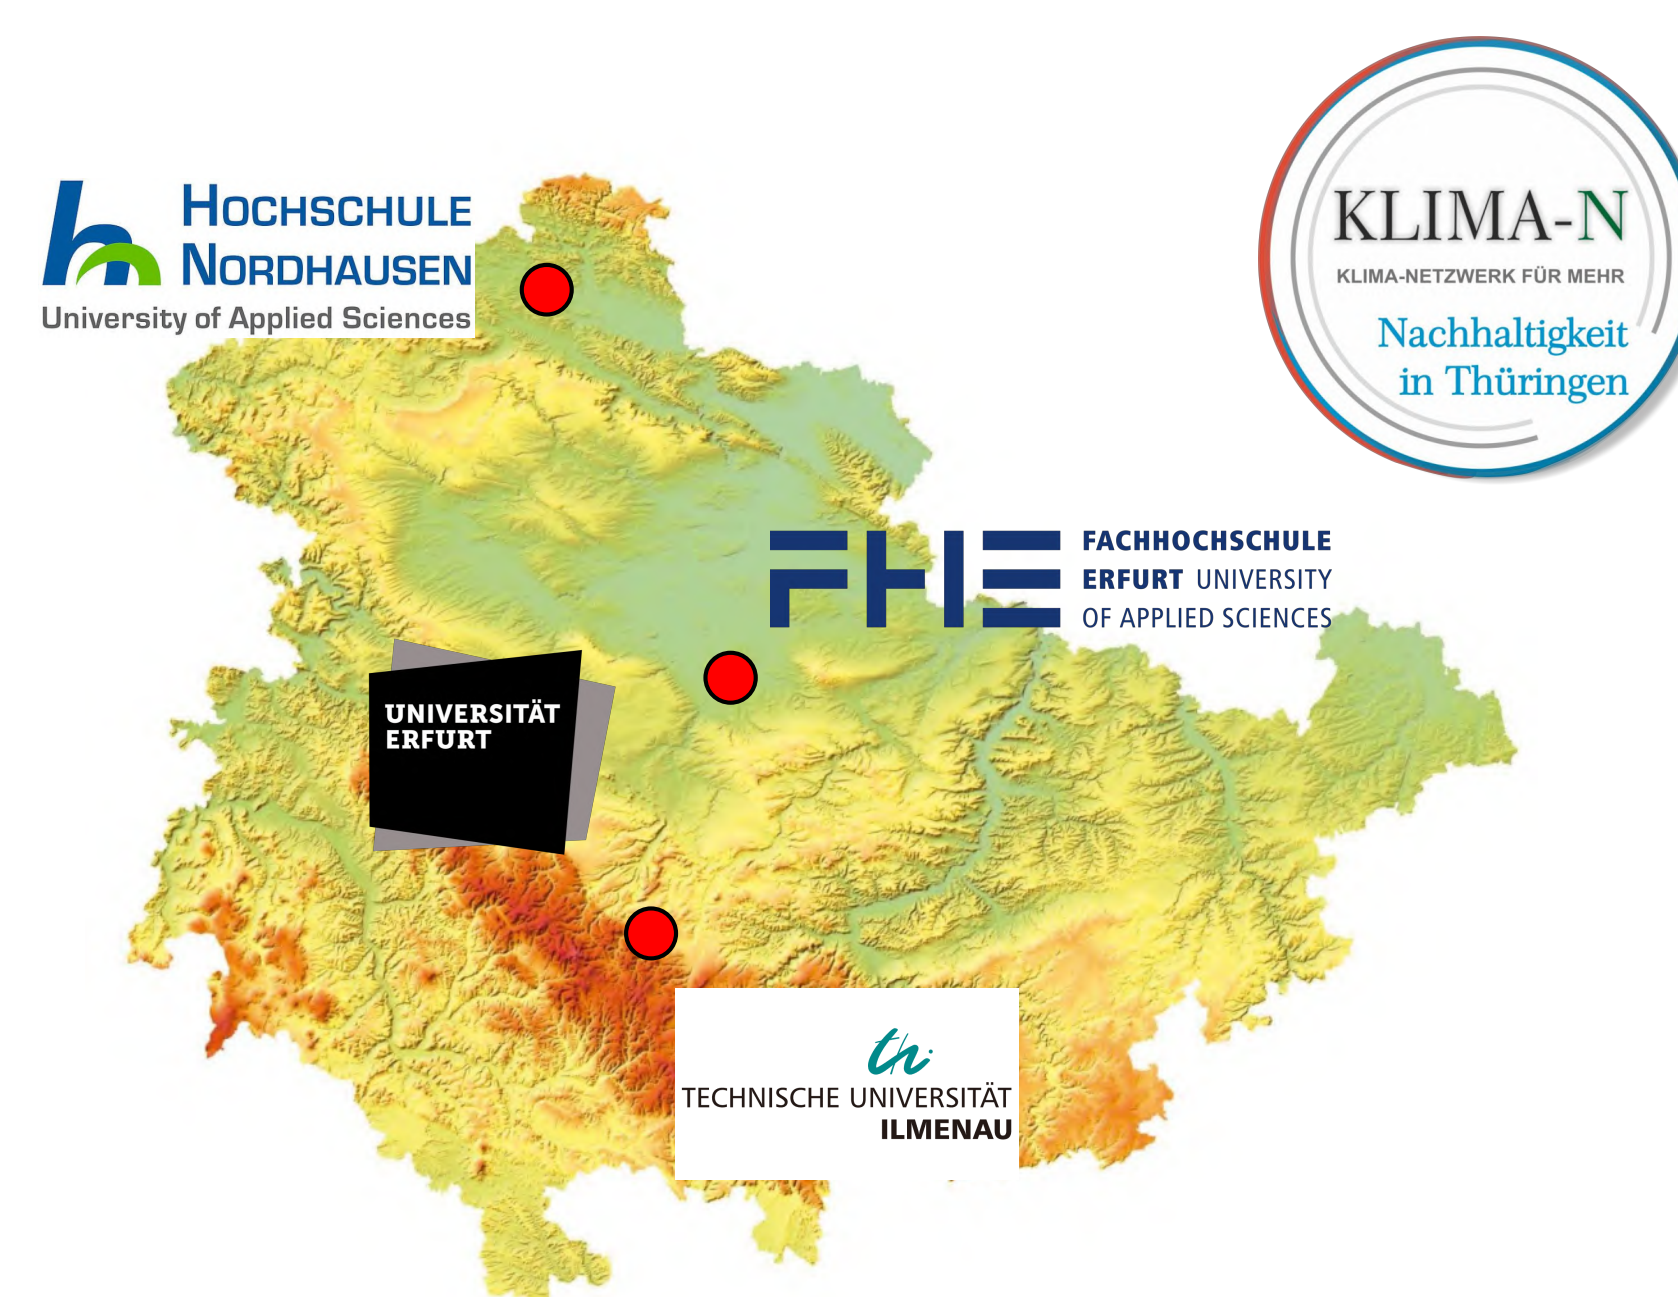 HOCHSCHULE
NORDHAUSEN
University of Applied Sciences
KLIMA-N
KLIMA-NETZWERK FÜR MEHR
Nachhaltigkeit
in Thüringen
FHE
FACHHOCHSCHULE
ERFURT UNIVERSITY
OF APPLIED SCIENCES
UNIVERSITÄT
ERFURT
th
TECHNISCHE UNIVERSITÄT
ILMENAU